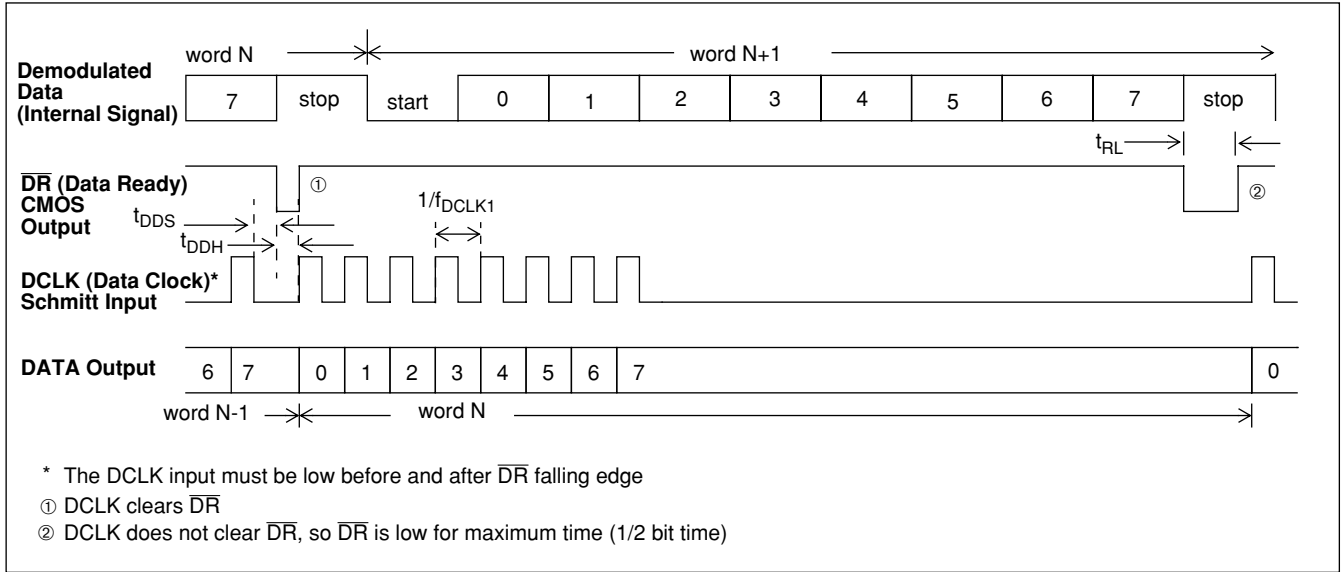 word N
word N+1
Demodulated
Data
(Internal Signal)
7 stop start 0 1 2 3 4 5 6 7 stop
tRL
DR (Data Ready)
CMOS
Output
①
②
1/fDCLK1
tDDS
tDDH
DCLK (Data Clock)*
Schmitt Input
DATA Output
6 7 0 1 2 3 4 5 6 7 0
word N-1
word N
* The DCLK input must be low before and after DR falling edge
① DCLK clears DR
② DCLK does not clear DR, so DR is low for maximum time (1/2 bit time)